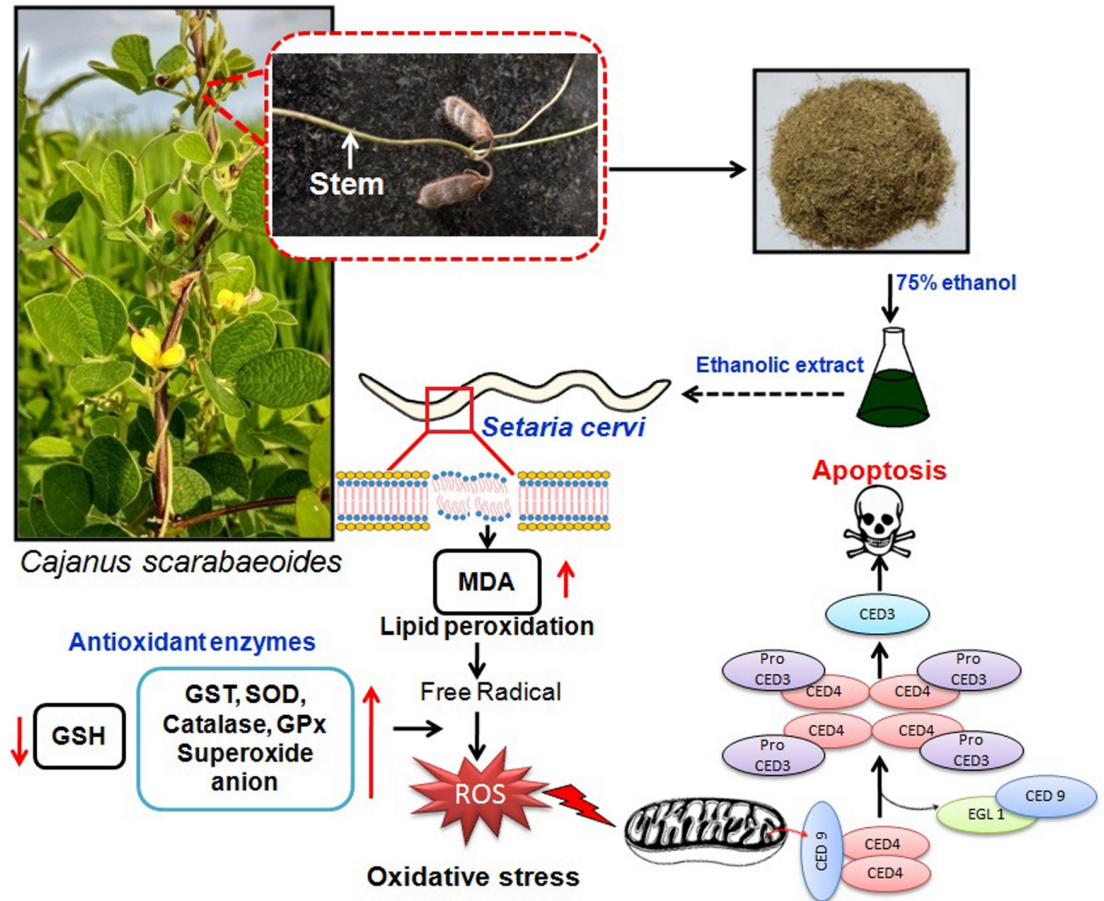 Stem
75% ethanol
Ethanolic extract
Setaria cervi
Cajanus scarabaeoides
MDA
Lipid peroxidation
Free Radical
Antioxidant enzymes
GSH
GST, SOD,
Catalase, GPx
Superoxide
anion
ROS
Oxidative stress
Apoptosis
CED3
Pro
CED3
Pro
CED3
CED4
CED4
CED4
CED4
Pro
CED3
Pro
CED3
CED 9
EGL 1
CED 9
CED4
CED4